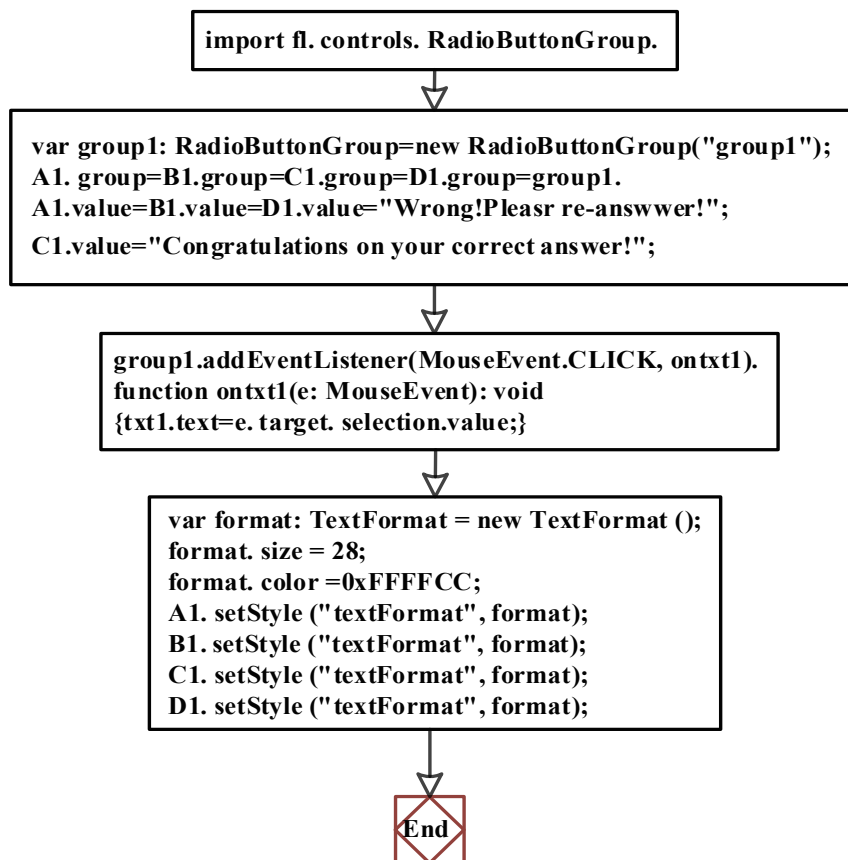 import fl. controls. RadioButtonGroup.
var group1: RadioButtonGroup=new RadioButtonGroup("group1");
A1. group=B1.group=C1.group=D1.group=group1.
A1.value=B1.value=D1.value="Wrong!Pleasr re-answwer!";
C1.value="Congratulations on your correct answer!";
group1.addEventListener(MouseEvent.CLICK, ontxt1).
function ontxt1(e: MouseEvent): void
{txt1.text=e. target. selection.value;}
var format: TextFormat = new TextFormat ();
format. size = 28;
format. color =0xFFFFCC;
A1. setStyle ("textFormat", format);
B1. setStyle ("textFormat", format);
C1. setStyle ("textFormat", format);
D1. setStyle ("textFormat", format);
End